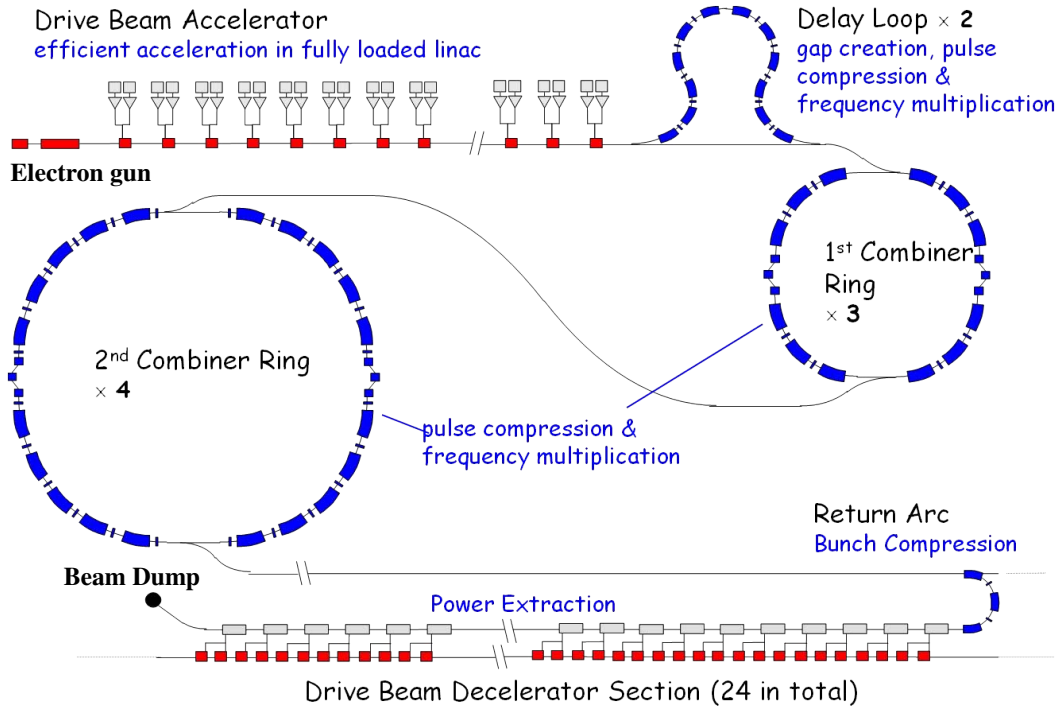 Drive Beam Accelerator
efficient acceleration in fully loaded linac
Delay Loop × 2
gap creation, pulse
compression &
frequency multiplication
Electron gun
1st Combiner
Ring
× 3
2nd Combiner Ring
× 4
pulse compression &
frequency multiplication
Return Arc
Bunch Compression
Beam Dump
Power Extraction
Drive Beam Decelerator Section (24 in total)